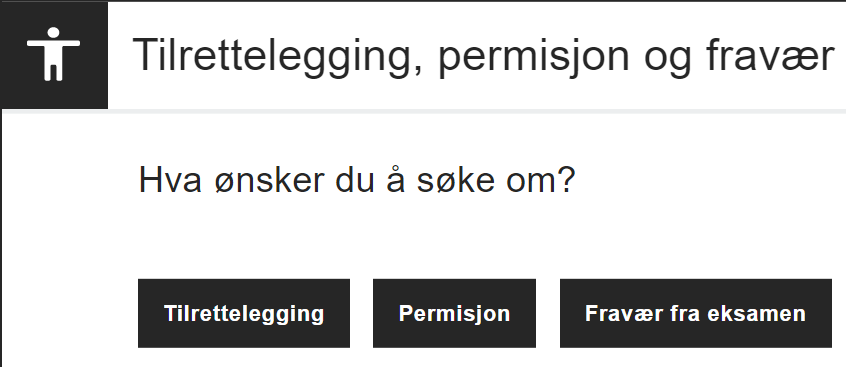 Tilrettelegging, permisjon og fravær
Hva ønsker du å søke om?
Tilrettelegging Permisjon Fravær fra eksamen